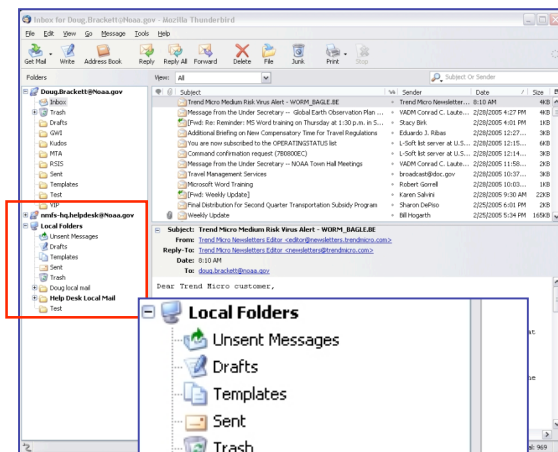 Inbox for Doug.Brackett@Noaa.gov - Mozilla Thunderbird
File Edit View Go Message Tools Help
Get Mail Write Address Book Reply Reply All Forward Delete File Junk Print Stop
Folders
View: All
Subject Or Sender
Subject Sender Date Size
Doug.Brackett@Noaa.gov
Inbox
Trash
Drafts
GWI
Kudos
MTA
RSIS
Sent
Templates
Test
VIP
nmfs-hq.helpdesk@Noaa.gov
Local Folders
Unsent Messages
Drafts
Templates
Sent
Trash
Doug local mail
Help Desk Local Mail
Test
Trend Micro Medium Risk Virus Alert - WORM_BAGLE.BE Trend Micro Newsletter... 8:10 AM 4KB
Message from the Under Secretary -- Global Earth Observation Plan ... VADM Conrad C. Laute... 2/28/2005 4:27 PM 4KB
[Fwd: Re: Reminder: MS Word training on Thursday at 1:30 p.m. in S... Stacy Birk 2/28/2005 4:01 PM 1KB
Additional Briefing on New Compensatory Time for Travel Regulations Eduardo J. Ribas 2/28/2005 12:27... 3KB
You are now subscribed to the OPERATINGSTATUS list L-Soft list server at U.S... 2/28/2005 12:15... 6KB
Command confirmation request (7B0800EC) L-Soft list server at U.S... 2/28/2005 12:14... 3KB
Message from the Under Secretary -- NOAA Town Hall Meetings VADM Conrad C. Laute... 2/28/2005 11:58... 2KB
Travel Management Services broadcast@doc.gov 2/28/2005 10:37... 3KB
Microsoft Word Training Robert Gorrell 2/28/2005 10:03... 1KB
[Fwd: Weekly Update] Karen Salvini 2/28/2005 9:30 AM 22KB
Final Distribution for Second Quarter Transportation Subsidy Program Sharon DePiso 2/25/2005 6:01 PM 2KB
Weekly Update Bill Hogarth 2/25/2005 5:34 PM 165KB
Subject: Trend Micro Medium Risk Virus Alert - WORM_BAGLE.BE
From: Trend Micro Newsletters Editor <editor@newsletters.trendmicro.com>
Reply-To: Trend Micro Newsletters Editor <newsletters@trendmicro.com>
Date: 8:10 AM
To: doug.brackett@noaa.gov
Dear Trend Micro customer,
Local Folders
Unsent Messages
Drafts
Templates
Sent
Trash
al: 969